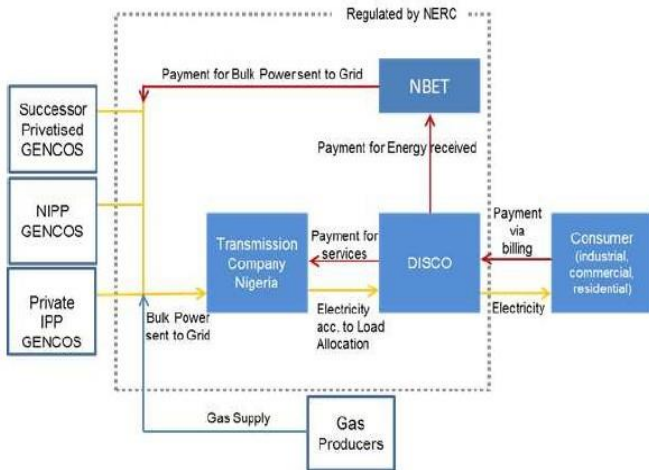 Regulated by NERC
Payment for Bulk Power sent to Grid
NBET
Successor
Privatised
GENCOS
Payment for Energy received
NIPP
GENCOS
Transmission
Company
Nigeria
Payment for
services
DISCO
Payment
via
billing
Consumer
(industrial,
commercial,
residential)
Private
IPP
GENCOS
Bulk Power
sent to Grid
Electricity
acc. to Load
Allocation
Electricity
Gas Supply
Gas
Producers